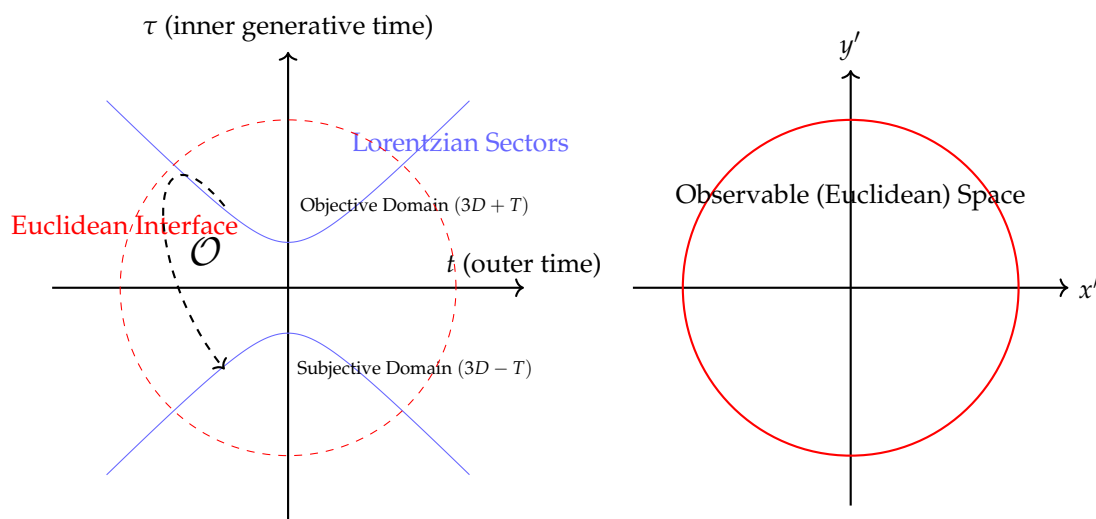 τ (inner generative time)
Lorentzian Sectors
Objective Domain (3D + T)
Euclidean Interface
𝒪
t (outer time)
Subjective Domain (3D − T)
y′
Observable (Euclidean) Space
x′